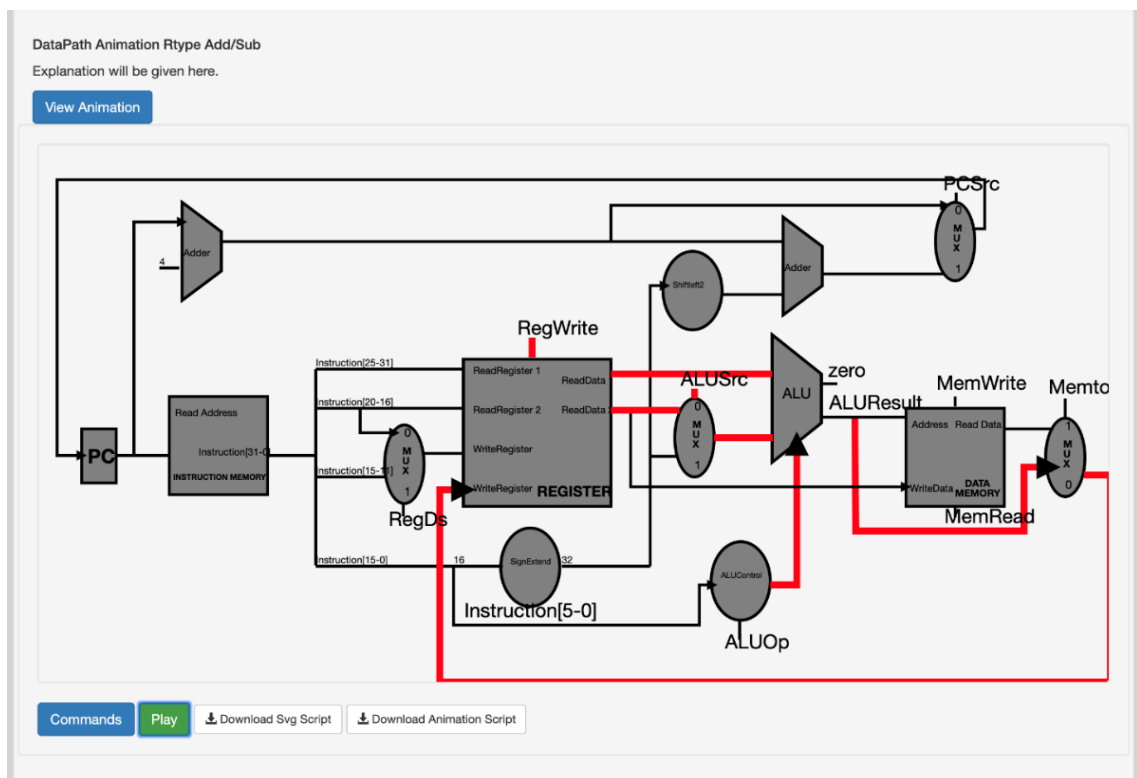 DataPath Animation Rtype Add/Sub
Explanation will be given here.
View Animation
PCSrc
0
MUX
1
Adder
4
Adder
Shiftleft2
RegWrite
Instruction[25-31]
ReadRegister 1
ReadData
ALUSrc
0
MUX
1
ALU
zero
ALUResult
MemWrite
Memto
Read Address
Instruction[31-0]
INSTRUCTION MEMORY
PC
Instruction[20-16]
ReadRegister 2
ReadData
Address
Read Data
1
MUX
0
0
MUX
1
WriteRegister
Instruction[15-11]
WriteRegister
REGISTER
WriteData
DATA
MEMORY
RegDs
MemRead
Instruction[15-0]
16
SignExtend
32
ALUControl
Instruction[5-0]
ALUOp
Commands
Play
Download Svg Script
Download Animation Script